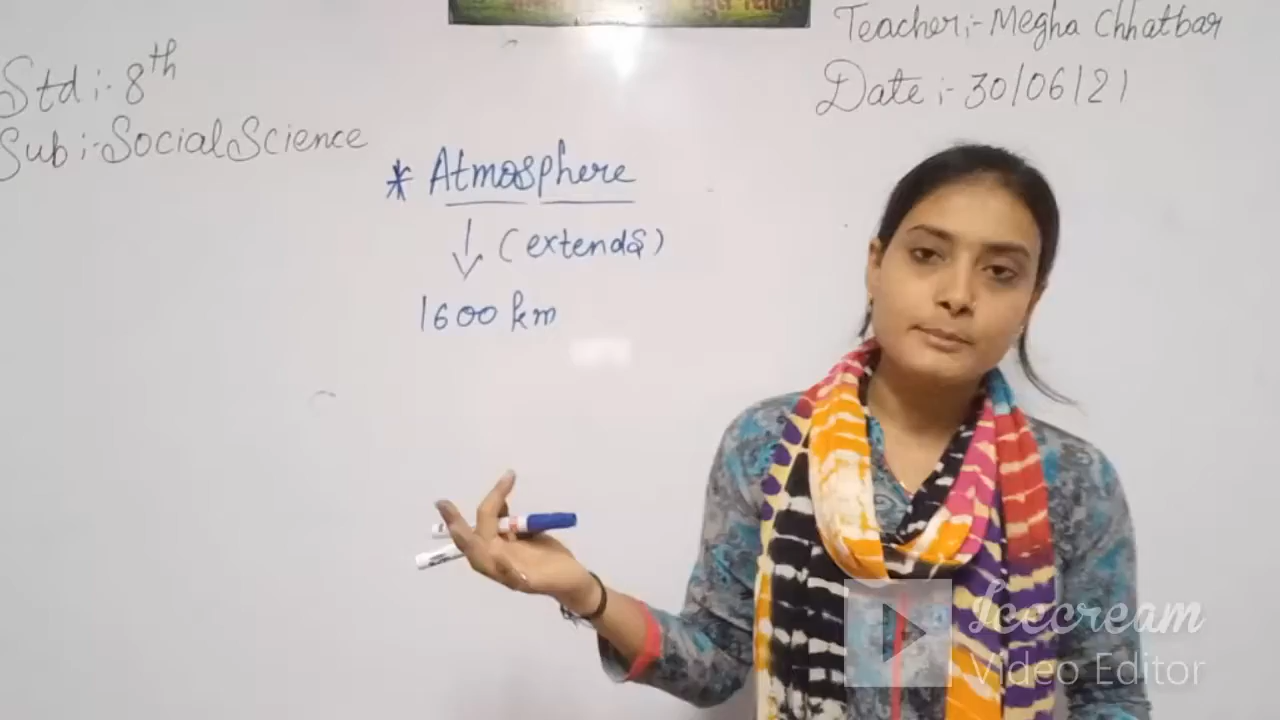 Teacher:- Megha Chhatbar
Date:- 30/06/21
Std:- 8th
Sub:- Social Science
* Atmosphere
↓ (extends)
1600 km
Icecream
Video Editor